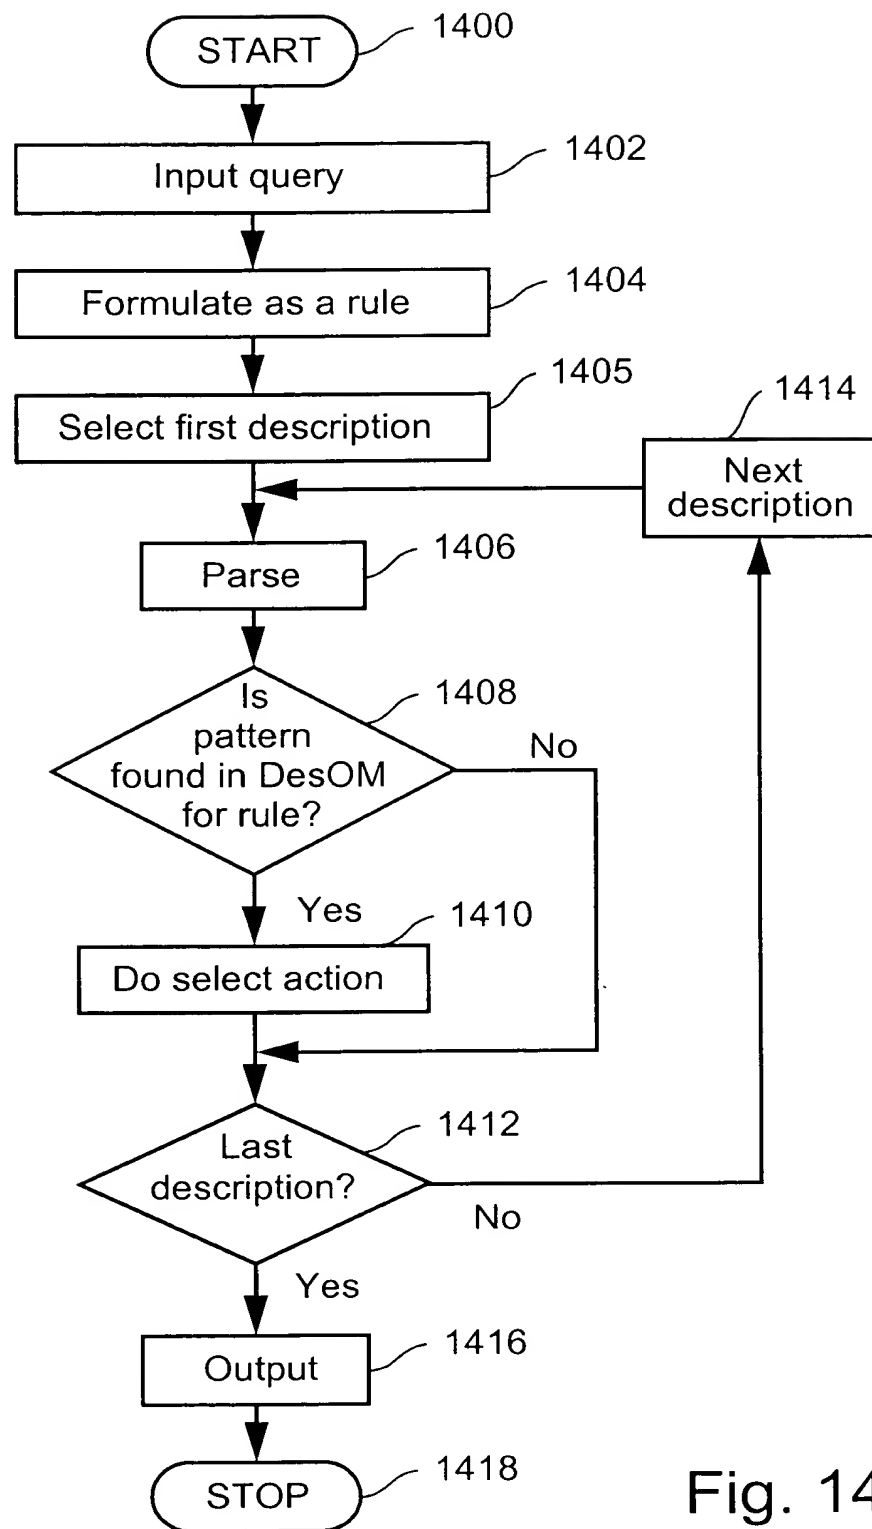 START
1400
Input query
1402
Formulate as a rule
1404
Select first description
1405
Next
description
1414
Parse
1406
Is
pattern
found in DesOM
for rule?
1408
No
Yes
Do select action
1410
Last
description?
1412
No
Yes
Output
1416
STOP
1418
Fig. 14